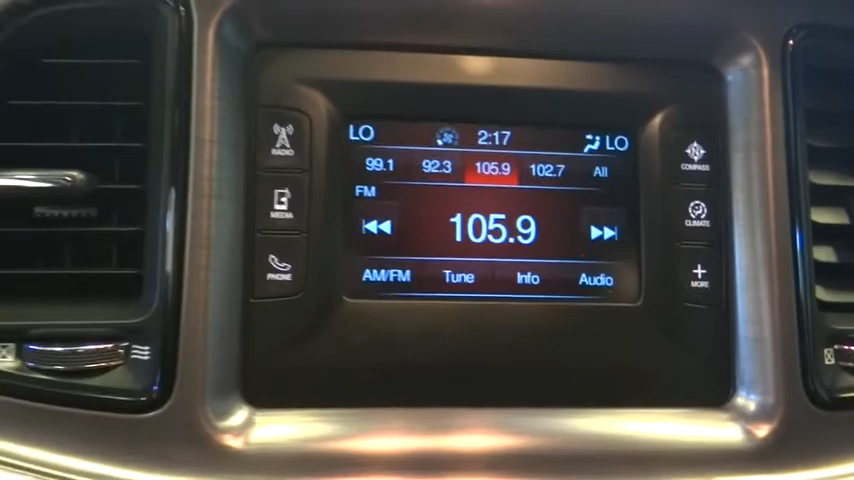 LO 2:17 LO
99.1 92.3 105.9 102.7 All
FM
105.9
AM/FM Tune Info Audio
RADIO
MEDIA
PHONE
N
COMPASS
CLIMATE
MORE